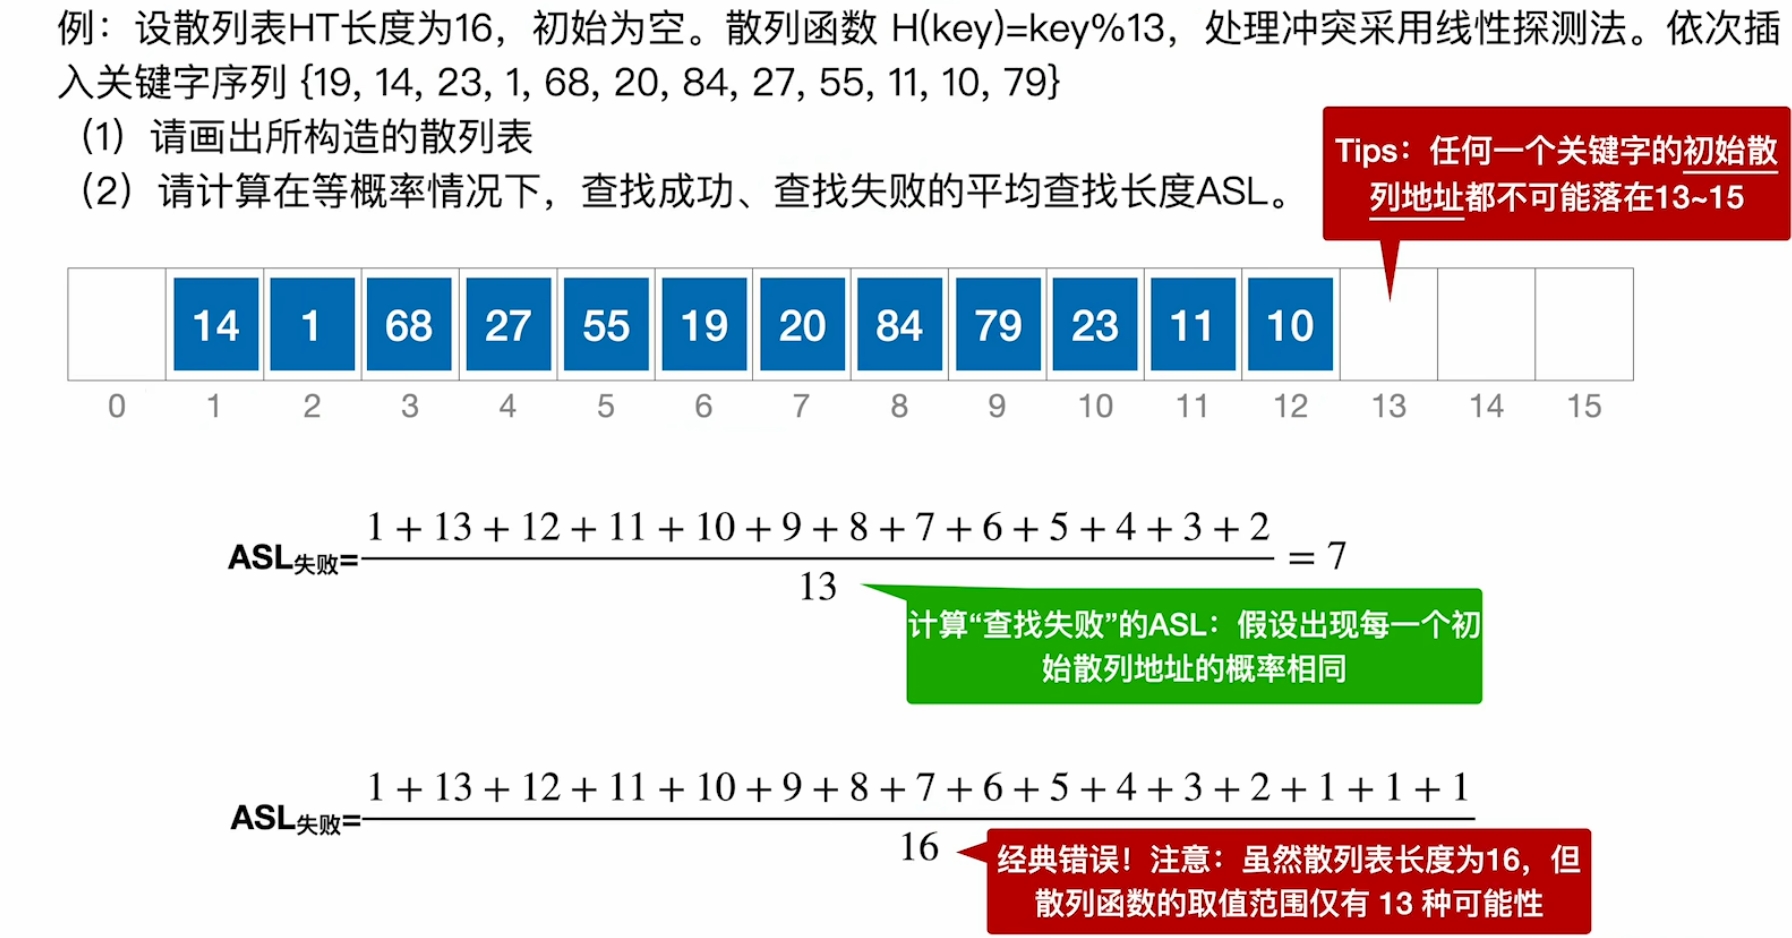 例：设散列表HT长度为16，初始为空。散列函数 H(key)=key%13，处理冲突采用线性探测法。依次插
入关键字序列 {19, 14, 23, 1, 68, 20, 84, 27, 55, 11, 10, 79}
（1）请画出所构造的散列表
（2）请计算在等概率情况下，查找成功、查找失败的平均查找长度ASL。
Tips：任何一个关键字的初始散
列地址都不可能落在13~15
14 1 68 27 55 19 20 84 79 23 11 10
0 1 2 3 4 5 6 7 8 9 10 11 12 13 14 15
1 + 13 + 12 + 11 + 10 + 9 + 8 + 7 + 6 + 5 + 4 + 3 + 2
ASL失败= = 7
13
计算“查找失败”的ASL：假设出现每一个初
始散列地址的概率相同
1 + 13 + 12 + 11 + 10 + 9 + 8 + 7 + 6 + 5 + 4 + 3 + 2 + 1 + 1 + 1
ASL失败=
16
经典错误！注意：虽然散列表长度为16，但
散列函数的取值范围仅有 13 种可能性